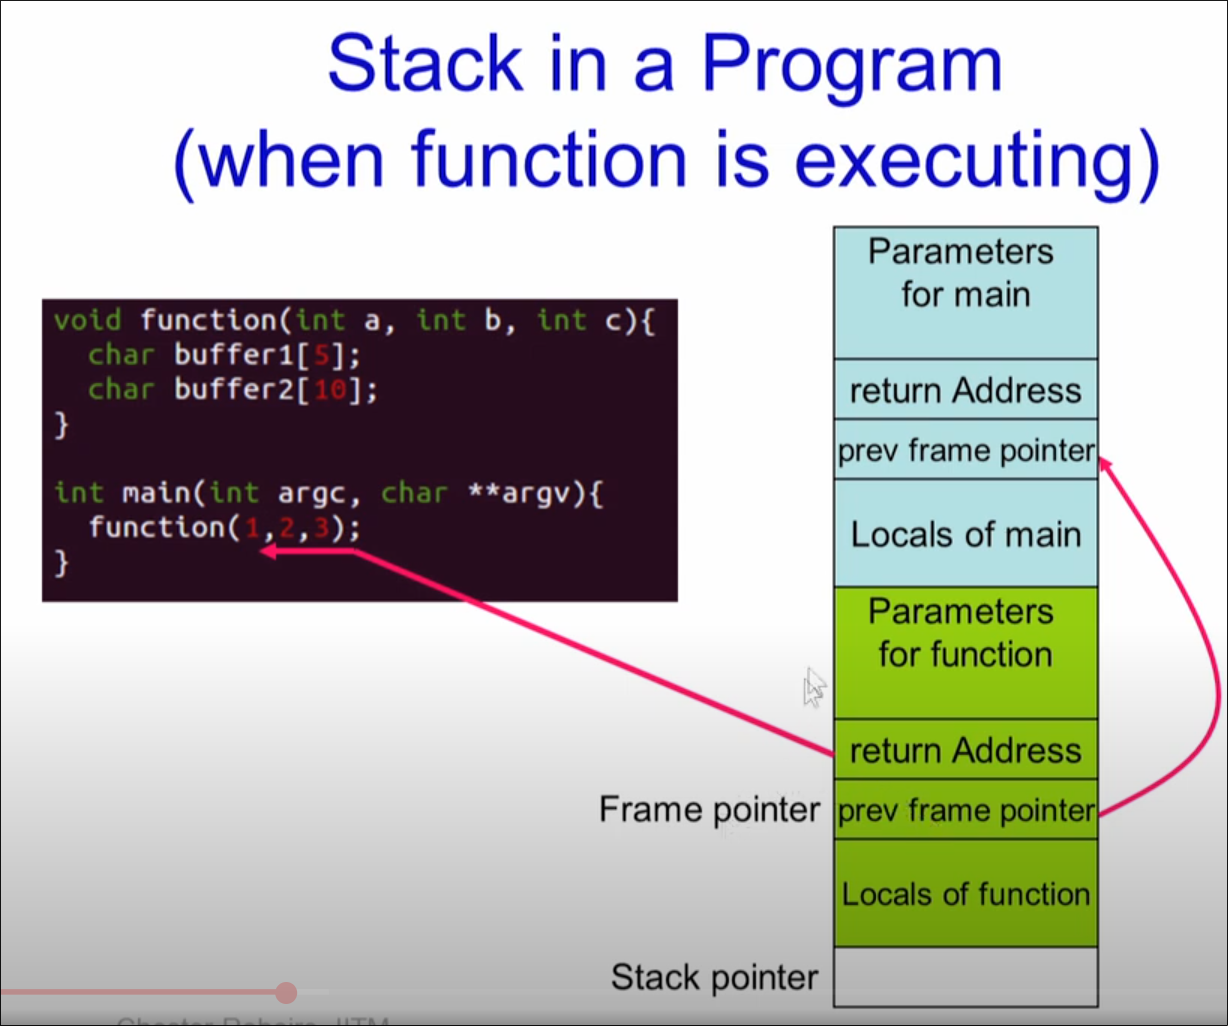 Stack in a Program
(when function is executing)
void function(int a, int b, int c){
char buffer1[5];
char buffer2[10];
}
int main(int argc, char **argv){
function(1,2,3);
}
Parameters
for main
return Address
prev frame pointer
Locals of main
Parameters
for function
return Address
Frame pointer
prev frame pointer
Locals of function
Stack pointer